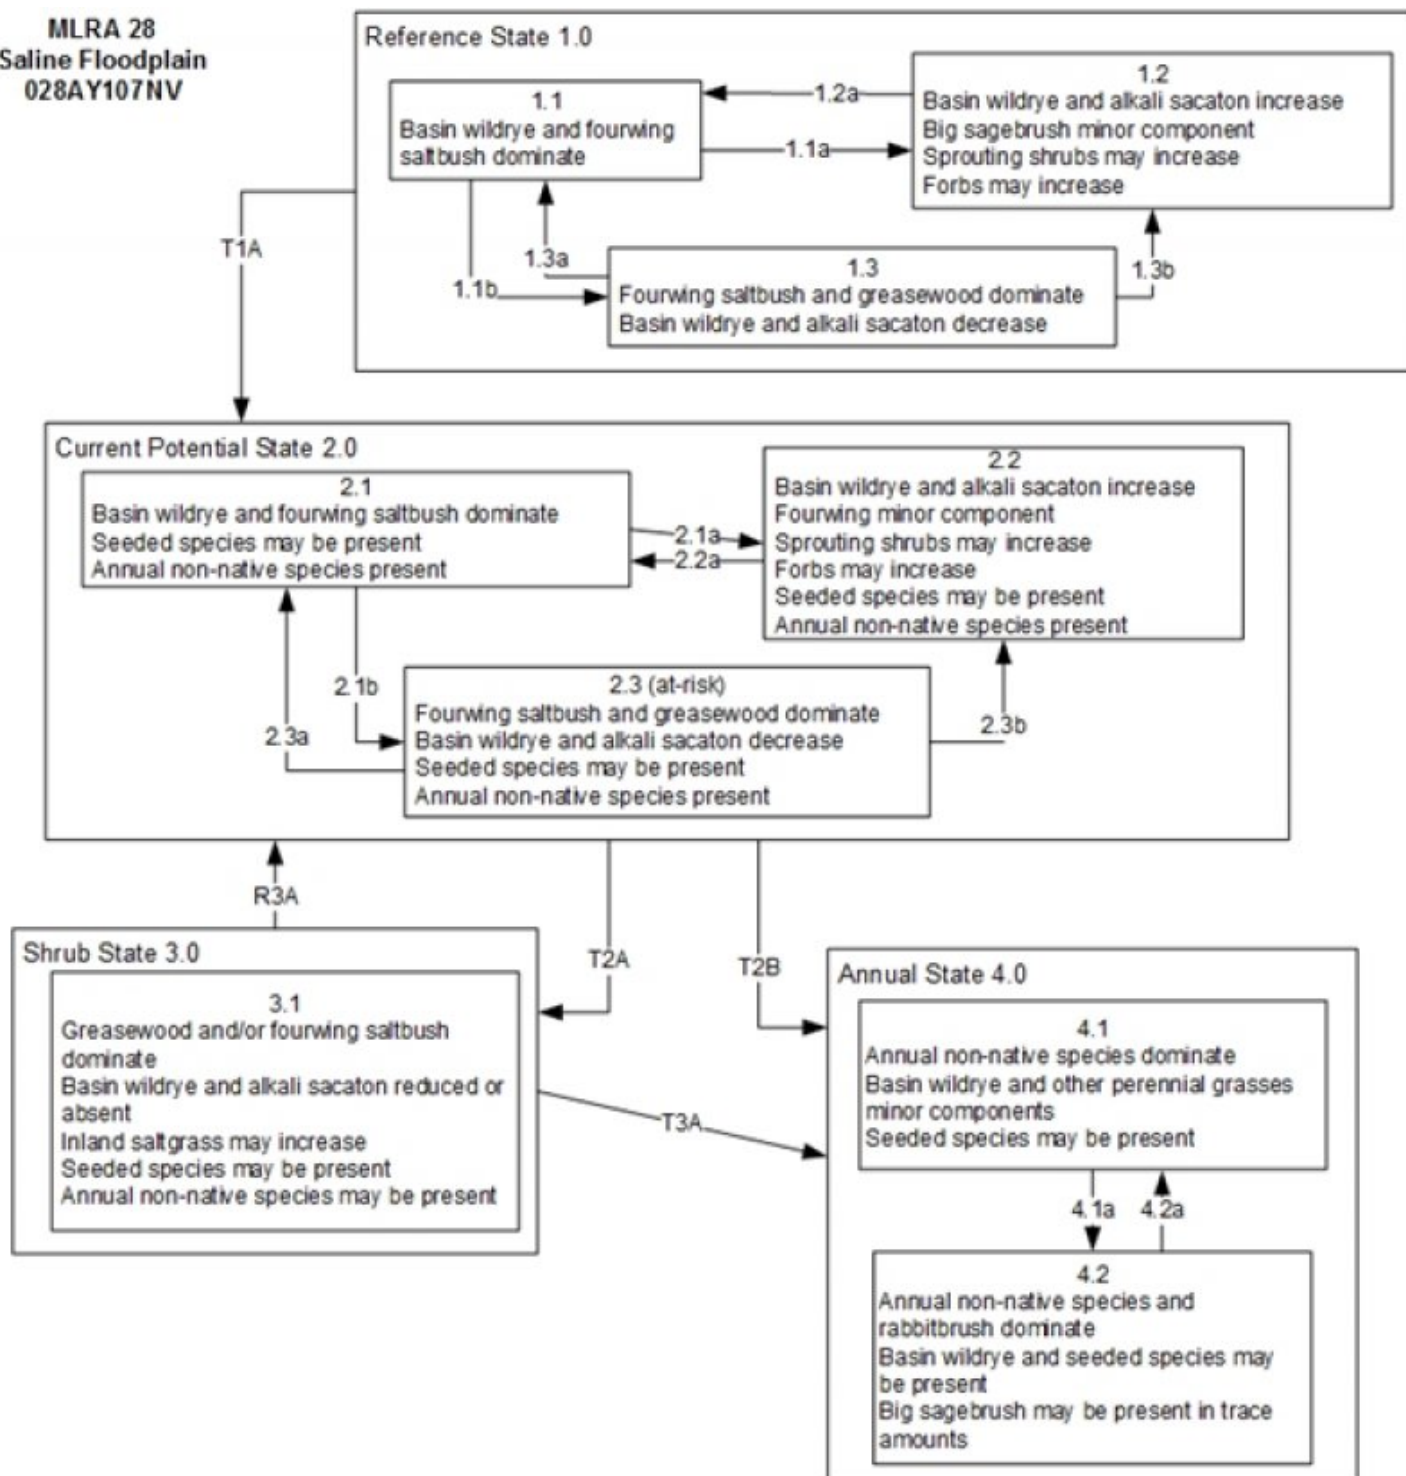 MLRA 28
Saline Floodplain
028AY107NV
Reference State 1.0
1.1
Basin wildrye and fourwing
saltbush dominate
1.2a
1.1a
1.2
Basin wildrye and alkali sacaton increase
Big sagebrush minor component
Sprouting shrubs may increase
Forbs may increase
T1A
1.3a
1.1b
1.3
Fourwing saltbush and greasewood dominate
Basin wildrye and alkali sacaton decrease
1.3b
Current Potential State 2.0
2.1
Basin wildrye and fourwing saltbush dominate
Seeded species may be present
Annual non-native species present
2.1a
2.2a
2.2
Basin wildrye and alkali sacaton increase
Fourwing minor component
Sprouting shrubs may increase
Forbs may increase
Seeded species may be present
Annual non-native species present
2.1b
2.3a
2.3 (at-risk)
Fourwing saltbush and greasewood dominate
Basin wildrye and alkali sacaton decrease
Seeded species may be present
Annual non-native species present
2.3b
R3A
T2A
T2B
Shrub State 3.0
3.1
Greasewood and/or fourwing saltbush
dominate
Basin wildrye and alkali sacaton reduced or
absent
Inland saltgrass may increase
Seeded species may be present
Annual non-native species may be present
T3A
Annual State 4.0
4.1
Annual non-native species dominate
Basin wildrye and other perennial grasses
minor components
Seeded species may be present
4.1a
4.2a
4.2
Annual non-native species and
rabbitbrush dominate
Basin wildrye and seeded species may
be present
Big sagebrush may be present in trace
amounts